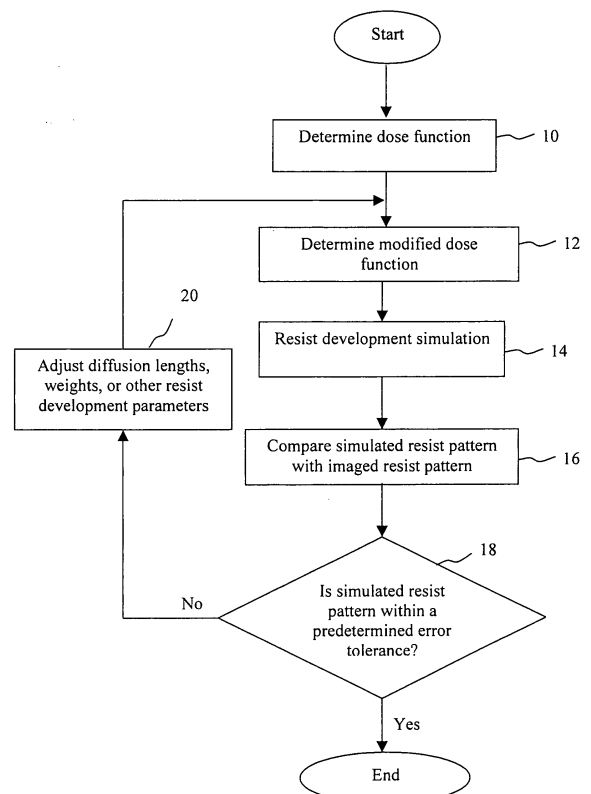 Start
Determine dose function
10
Determine modified dose
function
12
20
Resist development simulation
14
Adjust diffusion lengths,
weights, or other resist
development parameters
Compare simulated resist pattern
with imaged resist pattern
16
18
Is simulated resist
pattern within a
predetermined error
tolerance?
No
Yes
End